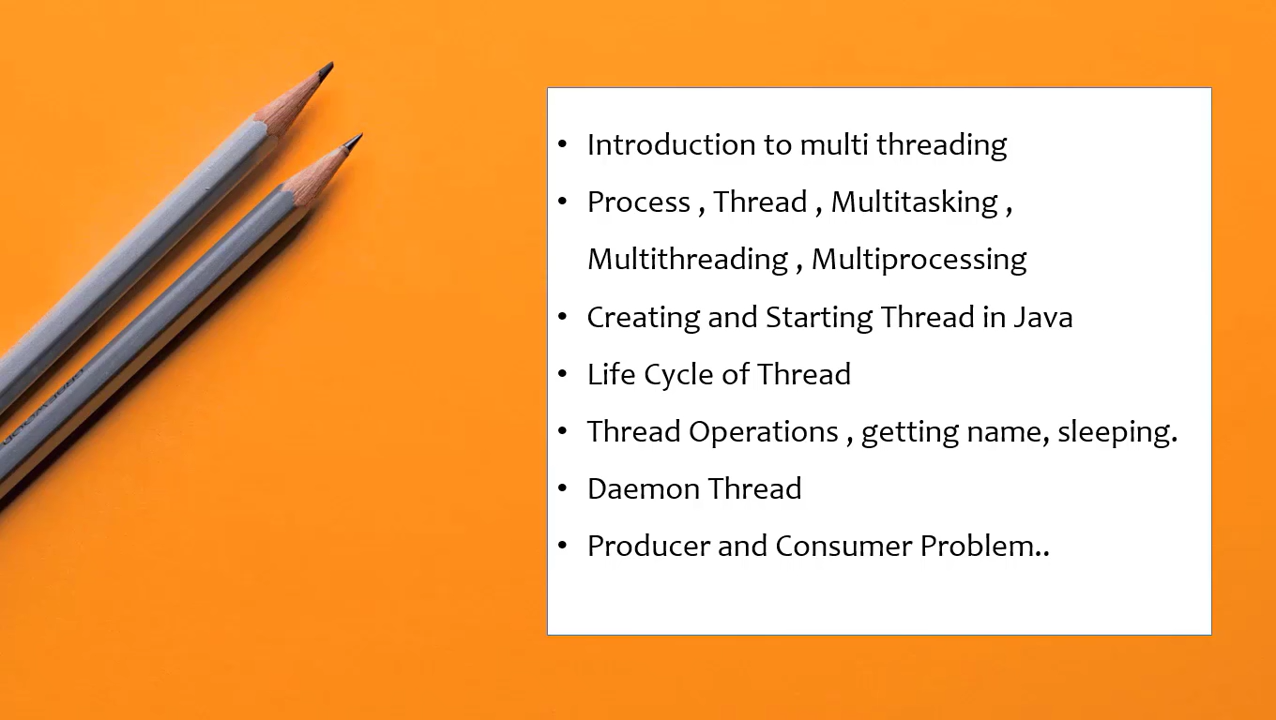 • Introduction to multi threading
• Process , Thread , Multitasking ,
Multithreading , Multiprocessing
• Creating and Starting Thread in Java
• Life Cycle of Thread
• Thread Operations , getting name, sleeping.
• Daemon Thread
• Producer and Consumer Problem..